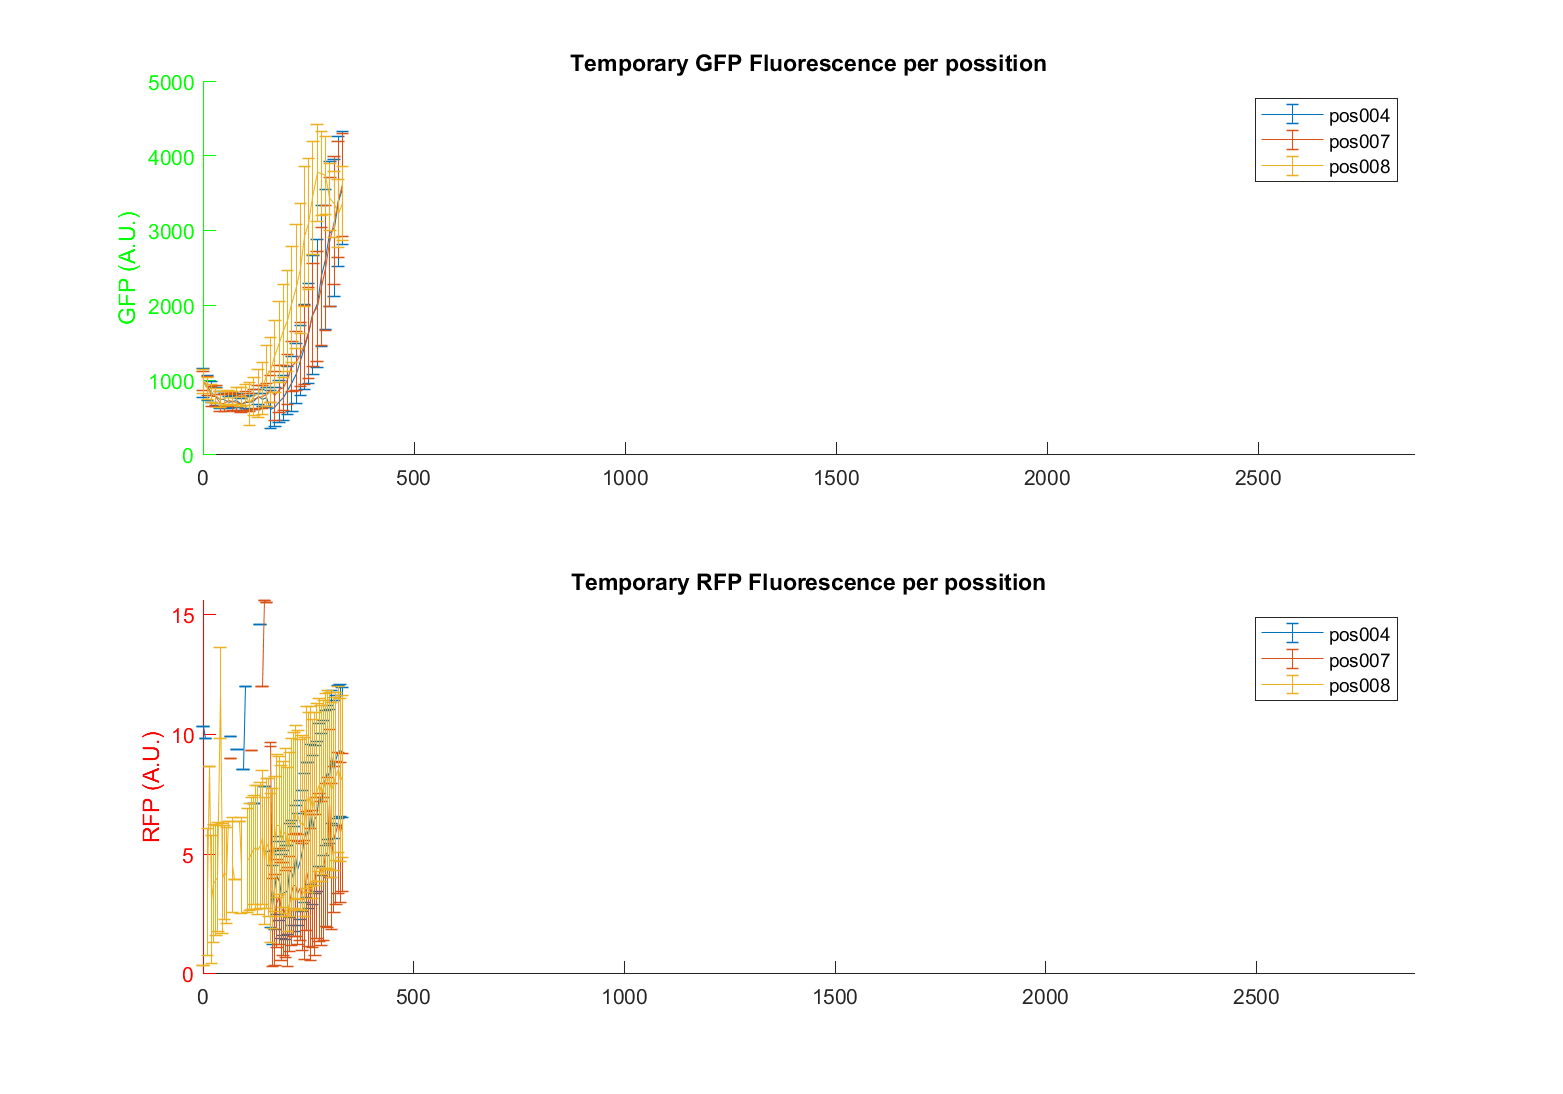 Temporary GFP Fluorescence per possition
5000
4000
3000
2000
1000
0
GFP (A.U.)
pos004
pos007
pos008
0 500 1000 1500 2000 2500
Temporary RFP Fluorescence per possition
15
10
5
0
RFP (A.U.)
pos004
pos007
pos008
0 500 1000 1500 2000 2500